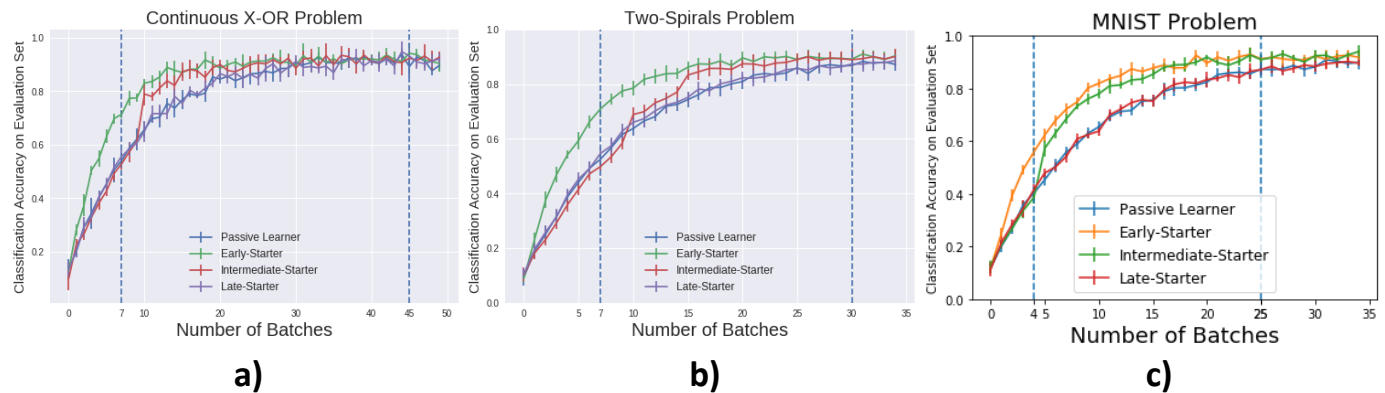 Continuous X-OR Problem
Classification Accuracy on Evaluation Set
1.0
0.8
0.6
0.4
0.2
Passive Learner
Early-Starter
Intermediate-Starter
Late-Starter
0 7 10 20 30 40 45 50
Number of Batches
a)
Two-Spirals Problem
Classification Accuracy on Evaluation Set
1.0
0.8
0.6
0.4
0.2
0.0
Passive Learner
Early-Starter
Intermediate-Starter
Late-Starter
0 5 7 10 15 20 25 30 35
Number of Batches
b)
MNIST Problem
Classification Accuracy on Evaluation Set
1.0
0.8
0.6
0.4
0.2
0.0
Passive Learner
Early-Starter
Intermediate-Starter
Late-Starter
0 4 5 10 15 20 25 30 35
Number of Batches
c)